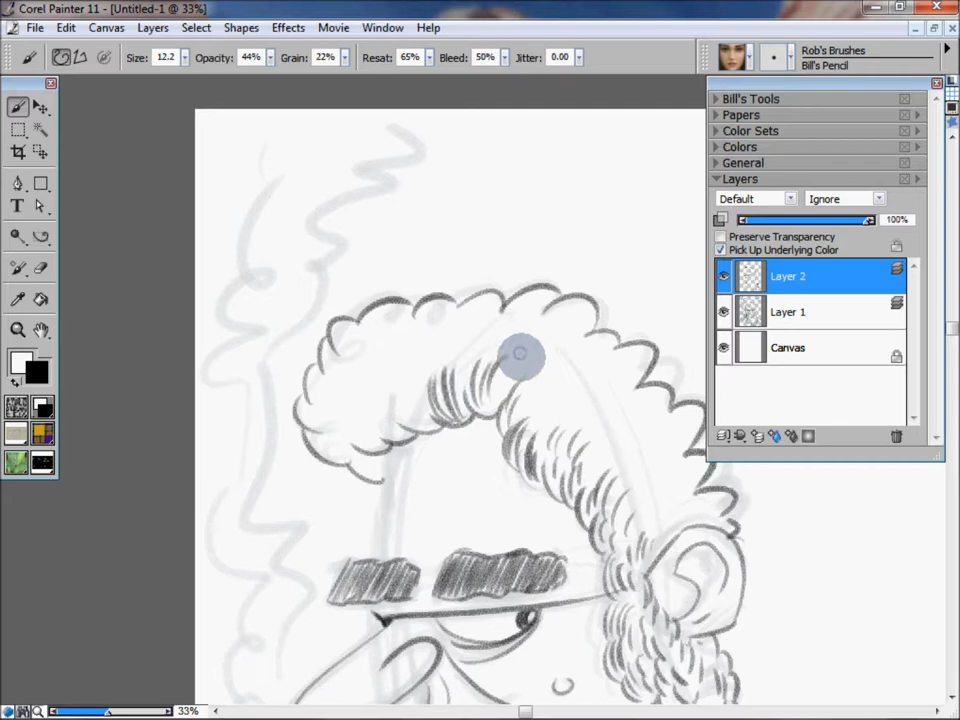 Corel Painter 11 - [Untitled-1 @ 33%]
File Edit Canvas Layers Select Shapes Effects Movie Window Help
Size: 12.2 Opacity: 44% Grain: 22% Resat: 65% Bleed: 50% Jitter: 0.00
Rob's Brushes
Bill's Pencil
Bill's Tools
Papers
Color Sets
Colors
General
Layers
Default Ignore
100%
Preserve Transparency
Pick Up Underlying Color
Layer 2
Layer 1
Canvas
T
33%